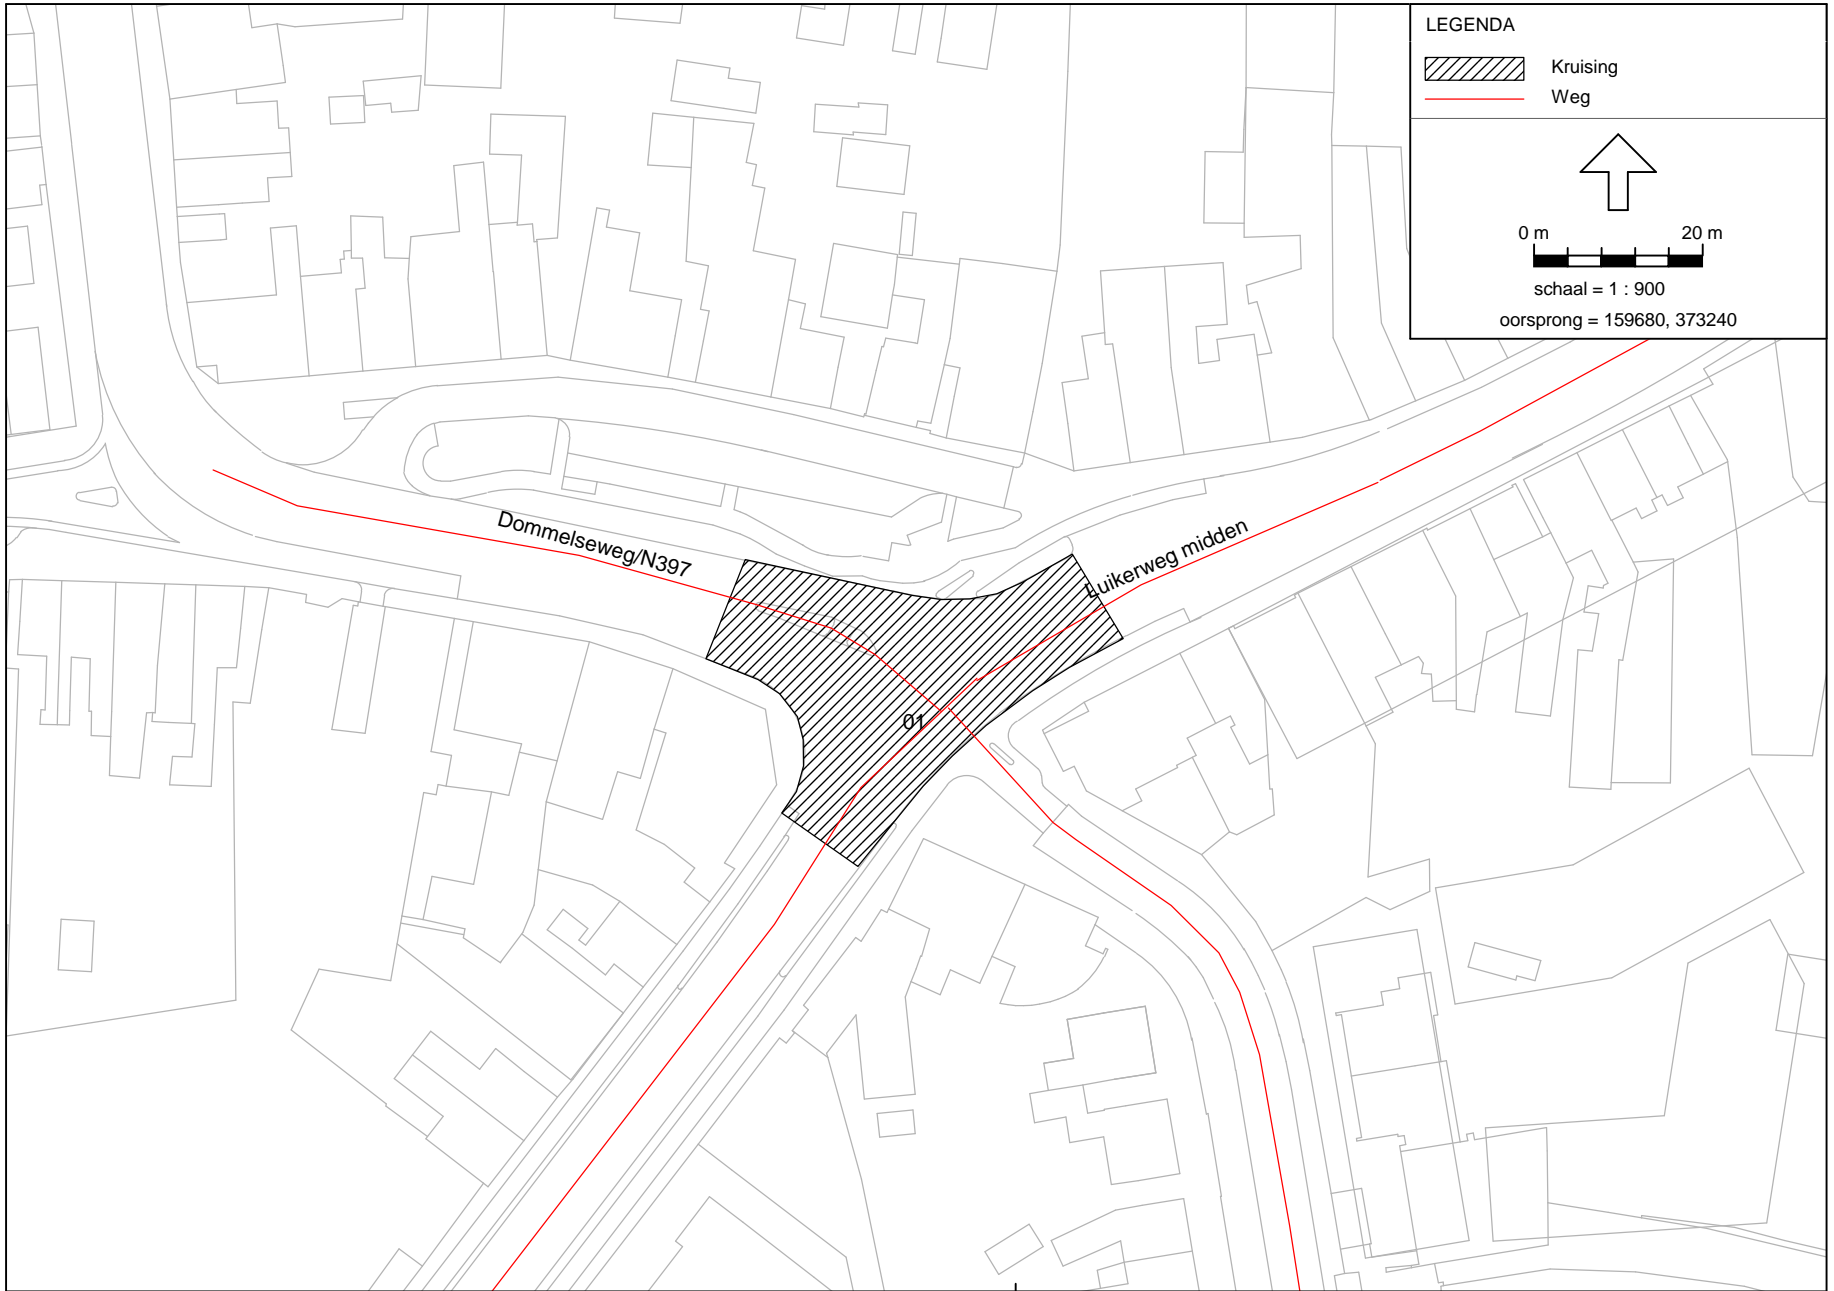 LEGENDA
Kruising
Weg
0 m 20 m
schaal = 1 : 900
oorsprong = 159680, 373240
Dommelseweg/N397
Luikerweg midden
01